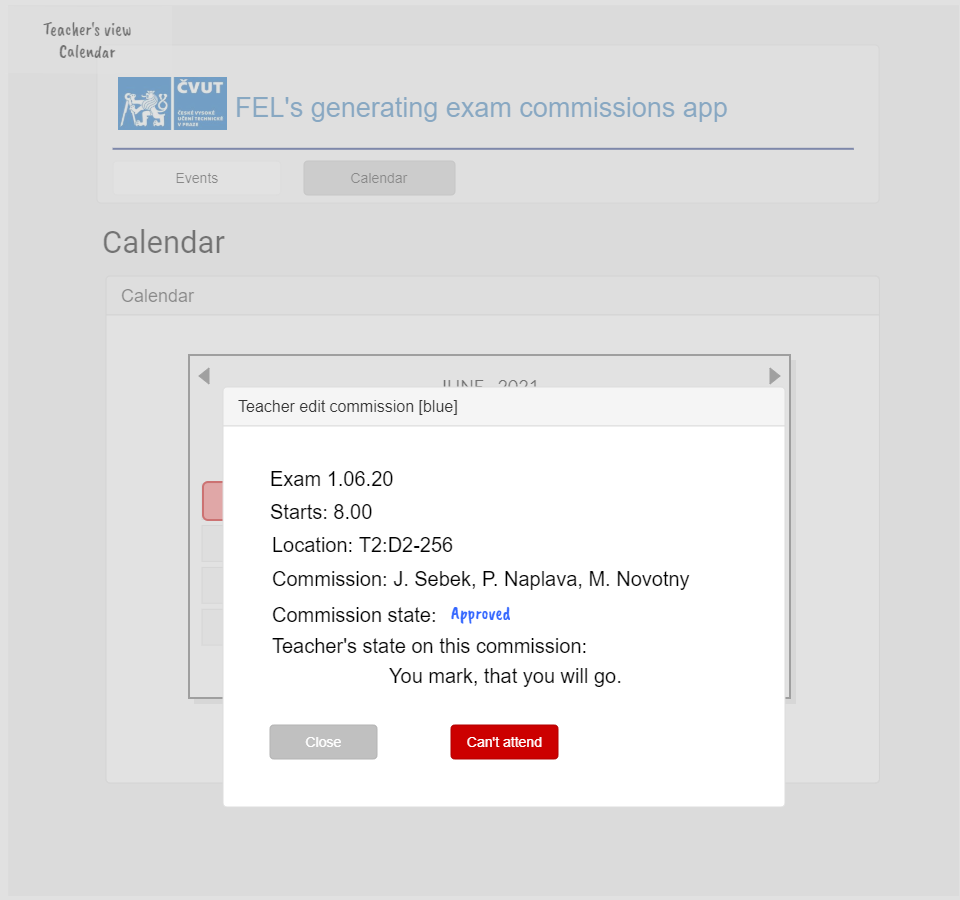 Teacher's view
Calendar
ČVUT
ČESKÉ VYSOKÉ
UČENÍ TECHNICKÉ
V PRAZE
FEL's generating exam commissions app
Events
Calendar
Calendar
Calendar
JUNE 2021
Teacher edit commission [blue]
Exam 1.06.20
Starts: 8.00
Location: T2:D2-256
Commission: J. Sebek, P. Naplava, M. Novotny
Commission state: Approved
Teacher's state on this commission:
You mark, that you will go.
Close
Can't attend